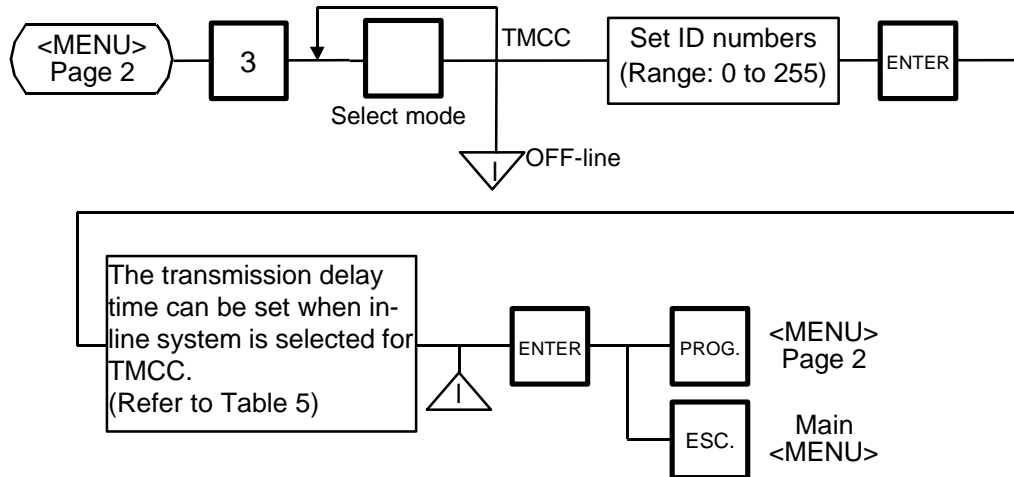 <MENU>
Page 2
3
Select mode
TMCC
Set ID numbers
(Range: 0 to 255)
ENTER
I
OFF-line
The transmission delay
time can be set when in-
line system is selected for
TMCC.
(Refer to Table 5)
I
ENTER
PROG.
<MENU>
Page 2
ESC.
Main
<MENU>